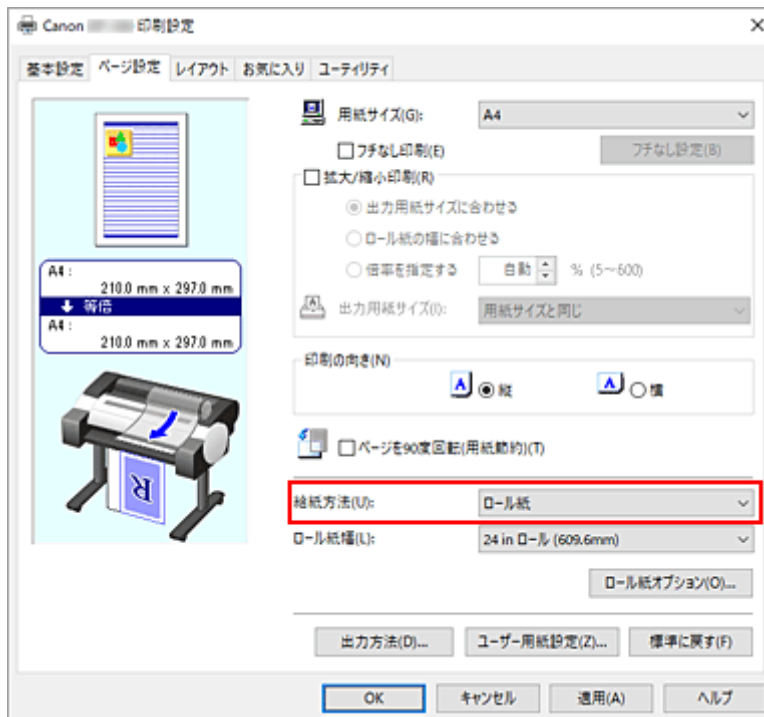 Canon 印刷設定
基本設定 ページ設定 レイアウト お気に入り ユーティリティ
用紙サイズ(G): A4
フチなし印刷(E) フチなし設定(B)
拡大/縮小印刷(R)
出力用紙サイズに合わせる
ロール紙の幅に合わせる
倍率を指定する 自動 % (5～600)
出力用紙サイズ(I): 用紙サイズと同じ
A4 :
210.0 mm x 297.0 mm
等倍
A4 :
210.0 mm x 297.0 mm
R
印刷の向き(N)
A 縦 A 横
ページを90度回転(用紙節約)(T)
給紙方法(U): ロール紙
ロール紙幅(L): 24 in ロール (609.6mm)
ロール紙オプション(O)...
出力方法(D)... ユーザー用紙設定(Z)... 標準に戻す(F)
OK キャンセル 適用(A) ヘルプ